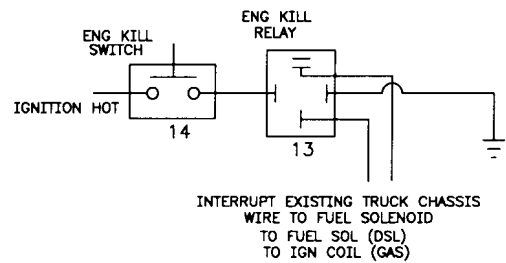 ENG KILL
RELAY
ENG KILL
SWITCH
IGNITION HOT
14
13
INTERRUPT EXISTING TRUCK CHASSIS
WIRE TO FUEL SOLENOID
TO FUEL SOL (DSL)
TO IGN COIL (GAS)